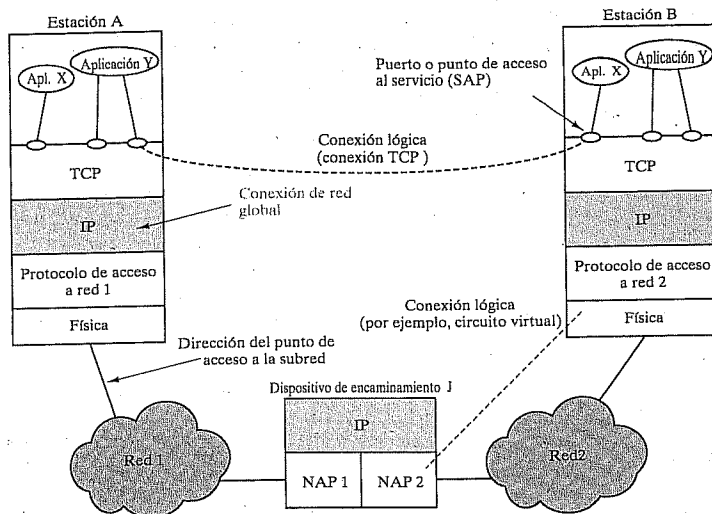 Estación A
Apl. X
Aplicación Y
TCP
IP
Protocolo de acceso
a red 1
Física
Estación B
Apl. X
Aplicación Y
TCP
IP
Protocolo de acceso
a red 2
Física
Puerto o punto de acceso
al servicio (SAP)
Conexión lógica
(conexión TCP )
Conexión de red
global
Conexión lógica
(por ejemplo, circuito virtual)
Dirección del punto de
acceso a la subred
Dispositivo de encaminamiento J
IP
NAP 1
NAP 2
Red 1
Red2